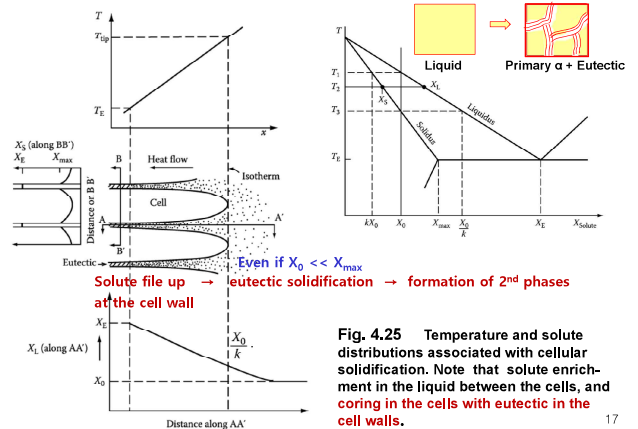 T
T_tip
T_E
x
X_S (along BB′)
X_E
X_max
B
Heat flow
Isotherm
Distance or BB′
Cell
A
A′
B′
Eutectic
Even if X_0 << X_max
Solute file up → eutectic solidification → formation of 2nd phases
at the cell wall
X_E
X_L (along AA′)
X_0
X_0
k
Distance along AA′
Liquid
Primary α + Eutectic
T
T_1
T_2
T_3
T_E
X_S
X_L
Liquidus
Solidus
kX_0
X_0
X_max
X_0
k
X_E
X_Solute
Fig. 4.25 Temperature and solute
distributions associated with cellular
solidification. Note that solute enrich-
ment in the liquid between the cells, and
coring in the cells with eutectic in the
cell walls.
17